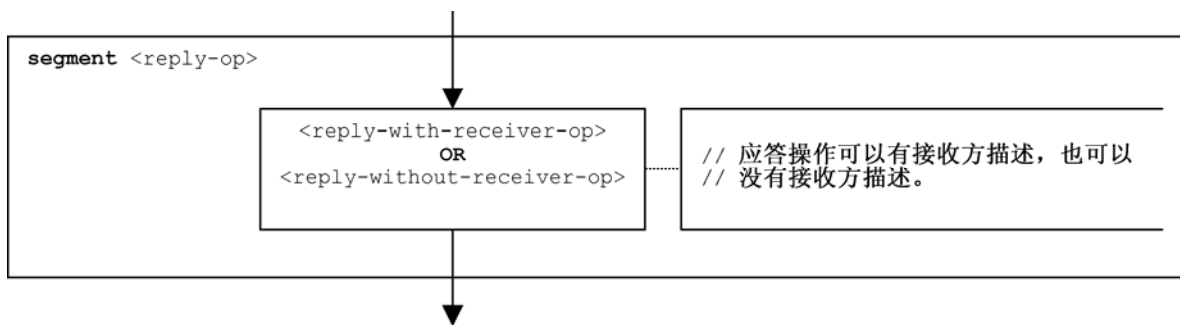 segment <reply-op>
<reply-with-receiver-op>
OR
<reply-without-receiver-op>
// 应答操作可以有接收方描述，也可以
// 没有接收方描述。